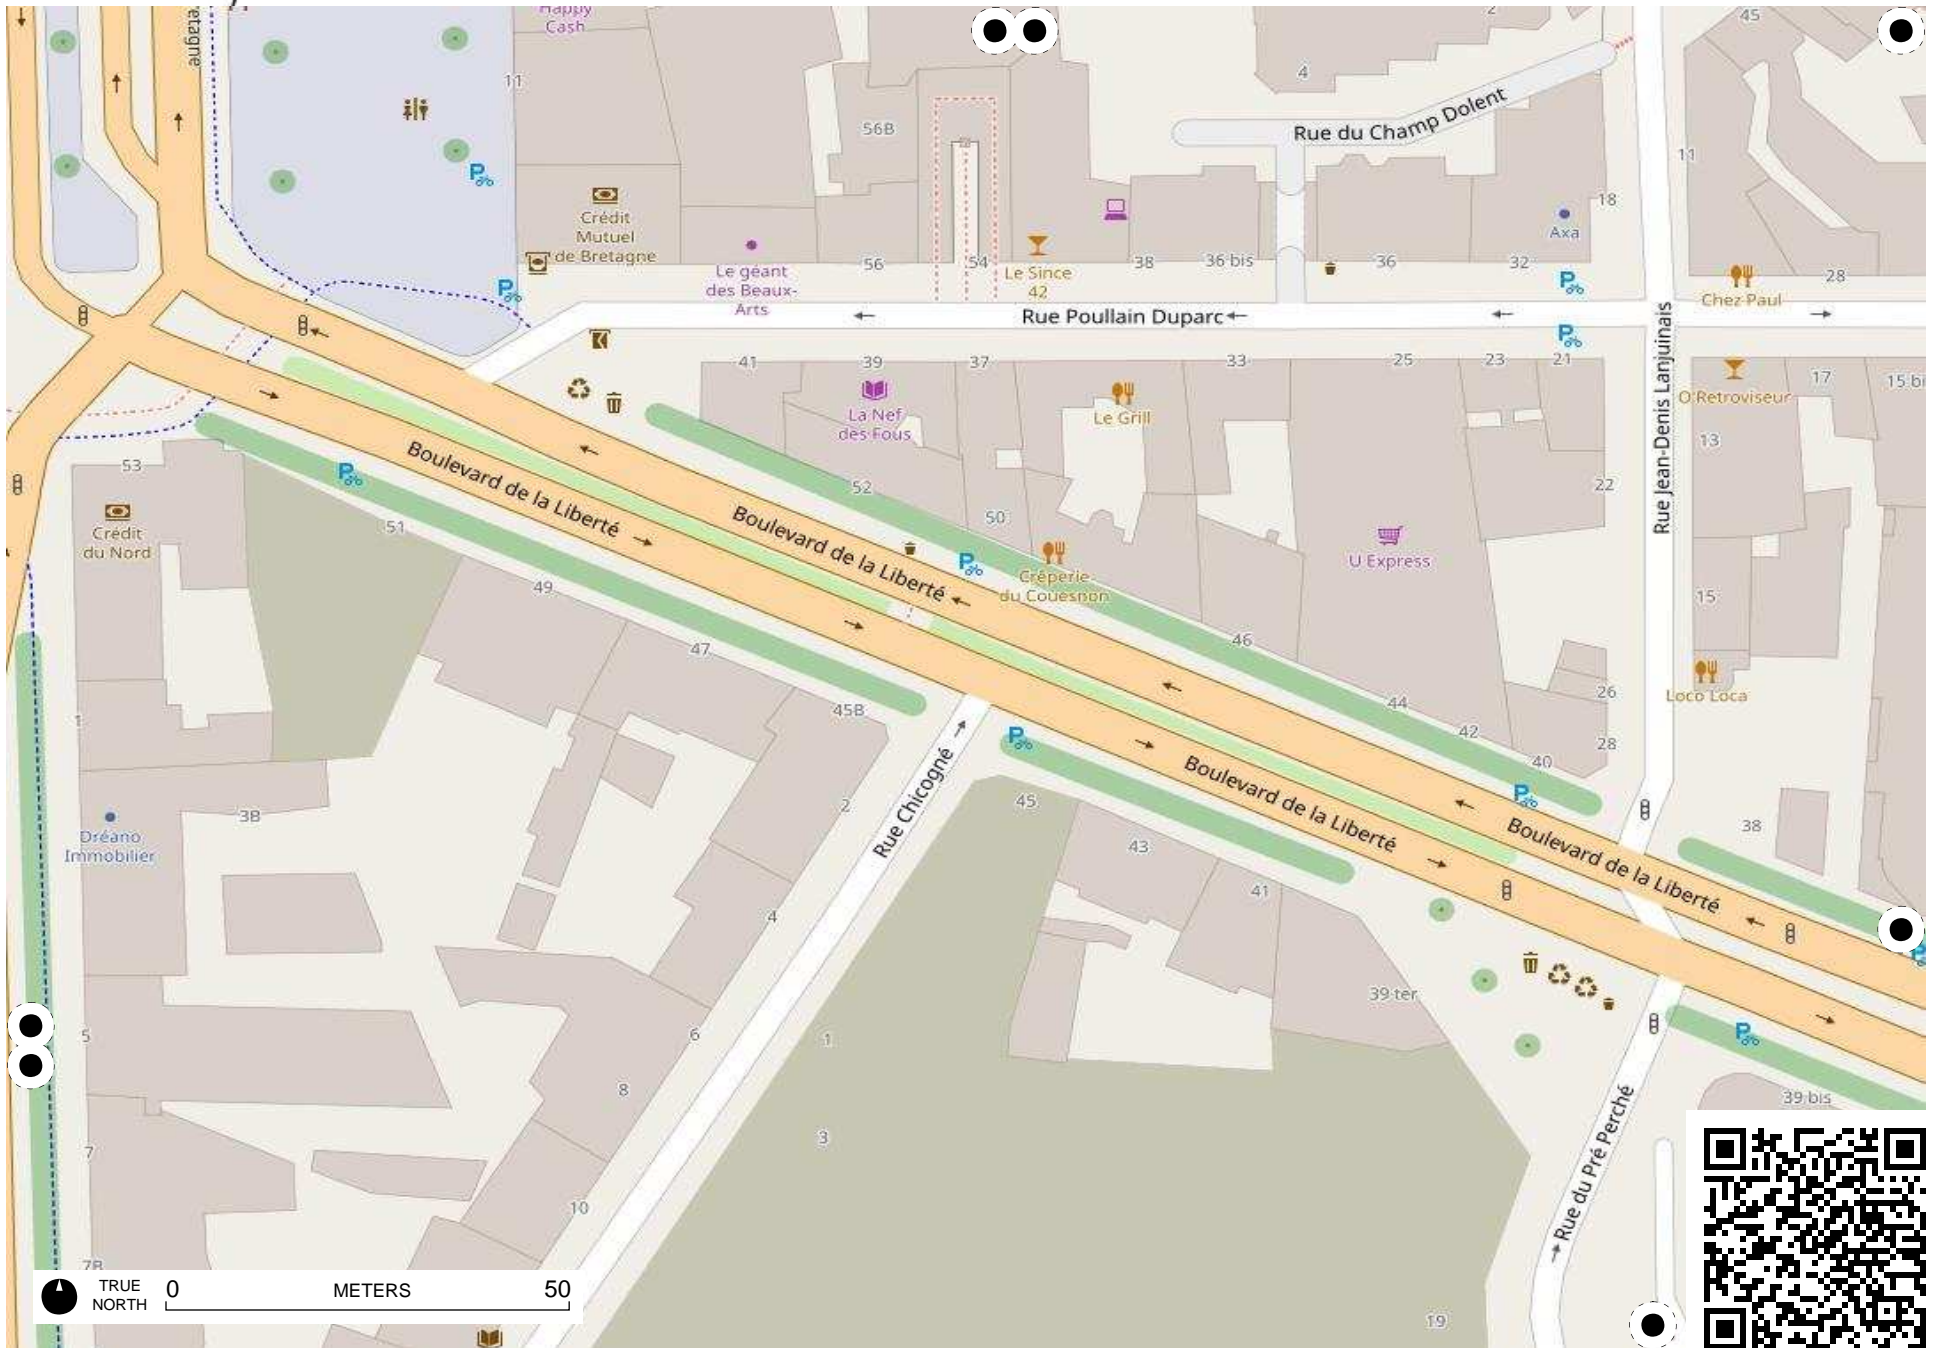 Happy
Cash
etagne
2
45
11
4
Rue du Champ Dolent
56B
11
18
Axa
Crédit
Mutuel
de Bretagne
Le géant
des Beaux-
Arts
56
54
Le Since
42
38
36 bis
36
32
28
Chez Paul
Rue Poullain Duparc
Rue Jean-Denis Lanjuinais
41
39
37
33
25
23
21
17
15 bi
O'Retroviseur
La Nef
des Fous
Le Grill
13
53
Boulevard de la Liberté
52
22
Crédit
du Nord
51
50
Boulevard de la Liberté
U Express
Crêperie
du Couesnon
49
15
46
47
26
Loco Loca
44
1
45B
42
28
40
Rue Chicogné
Boulevard de la Liberté
45
2
3B
38
Boulevard de la Liberté
Dréano
Immobilier
43
41
4
39 ter
5
6
1
8
39 bis
Rue du Pré Perché
3
7
10
7B
TRUE
NORTH
0
METERS
50
19